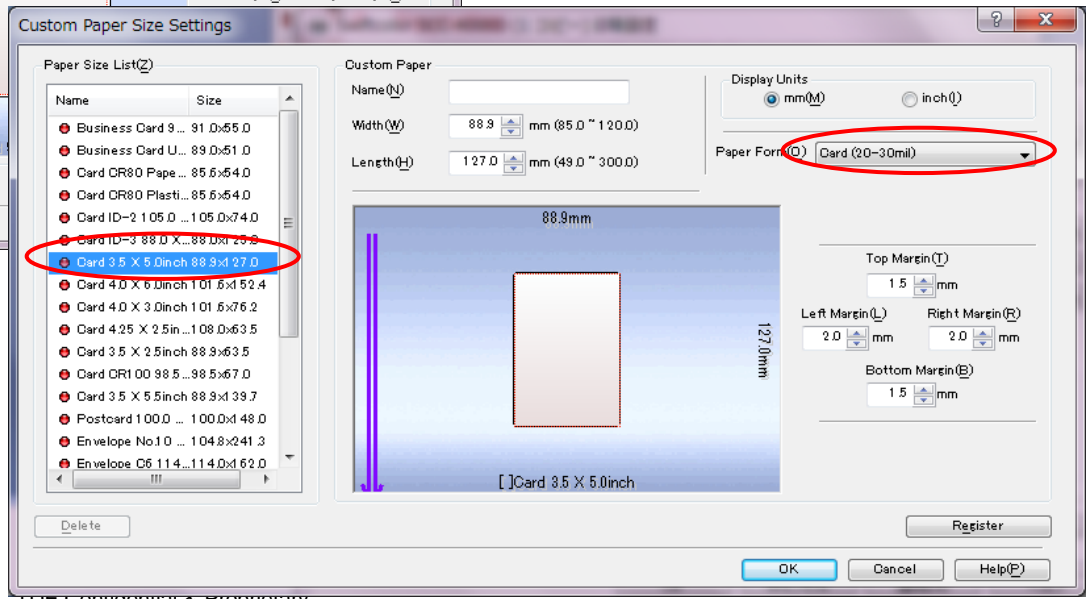 Custom Paper Size Settings
Paper Size List(Z)
Name Size
Business Card 9... 91.0x55.0
Business Card U... 89.0x51.0
Card CR80 Pape... 85.6x54.0
Card CR80 Plasti... 85.6x54.0
Card ID-2 105.0 ... 105.0x74.0
Card ID-3 88.0 X... 88.0x125.0
Card 3.5 X 5.0inch 88.9x127.0
Card 4.0 X 6.0inch 101.6x152.4
Card 4.0 X 3.0inch 101.6x76.2
Card 4.25 X 2.5in... 108.0x63.5
Card 3.5 X 2.5inch 88.9x63.5
Card CR100 98.5... 98.5x67.0
Card 3.5 X 5.5inch 88.9x139.7
Postcard 100.0 ... 100.0x148.0
Envelope No.10 ... 104.8x241.3
Envelope C6 114... 114.0x162.0
Delete
Custom Paper
Name(N)
Width(W) 88.9 mm (85.0 ~ 120.0)
Length(H) 127.0 mm (49.0 ~ 300.0)
Display Units
mm(M) inch(I)
Paper Form(O) Card (20-30mil)
88.9mm
127.0mm
[ ]Card 3.5 X 5.0inch
Top Margin(T)
1.5 mm
Left Margin(L) Right Margin(R)
2.0 mm 2.0 mm
Bottom Margin(B)
1.5 mm
Register
OK Cancel Help(P)